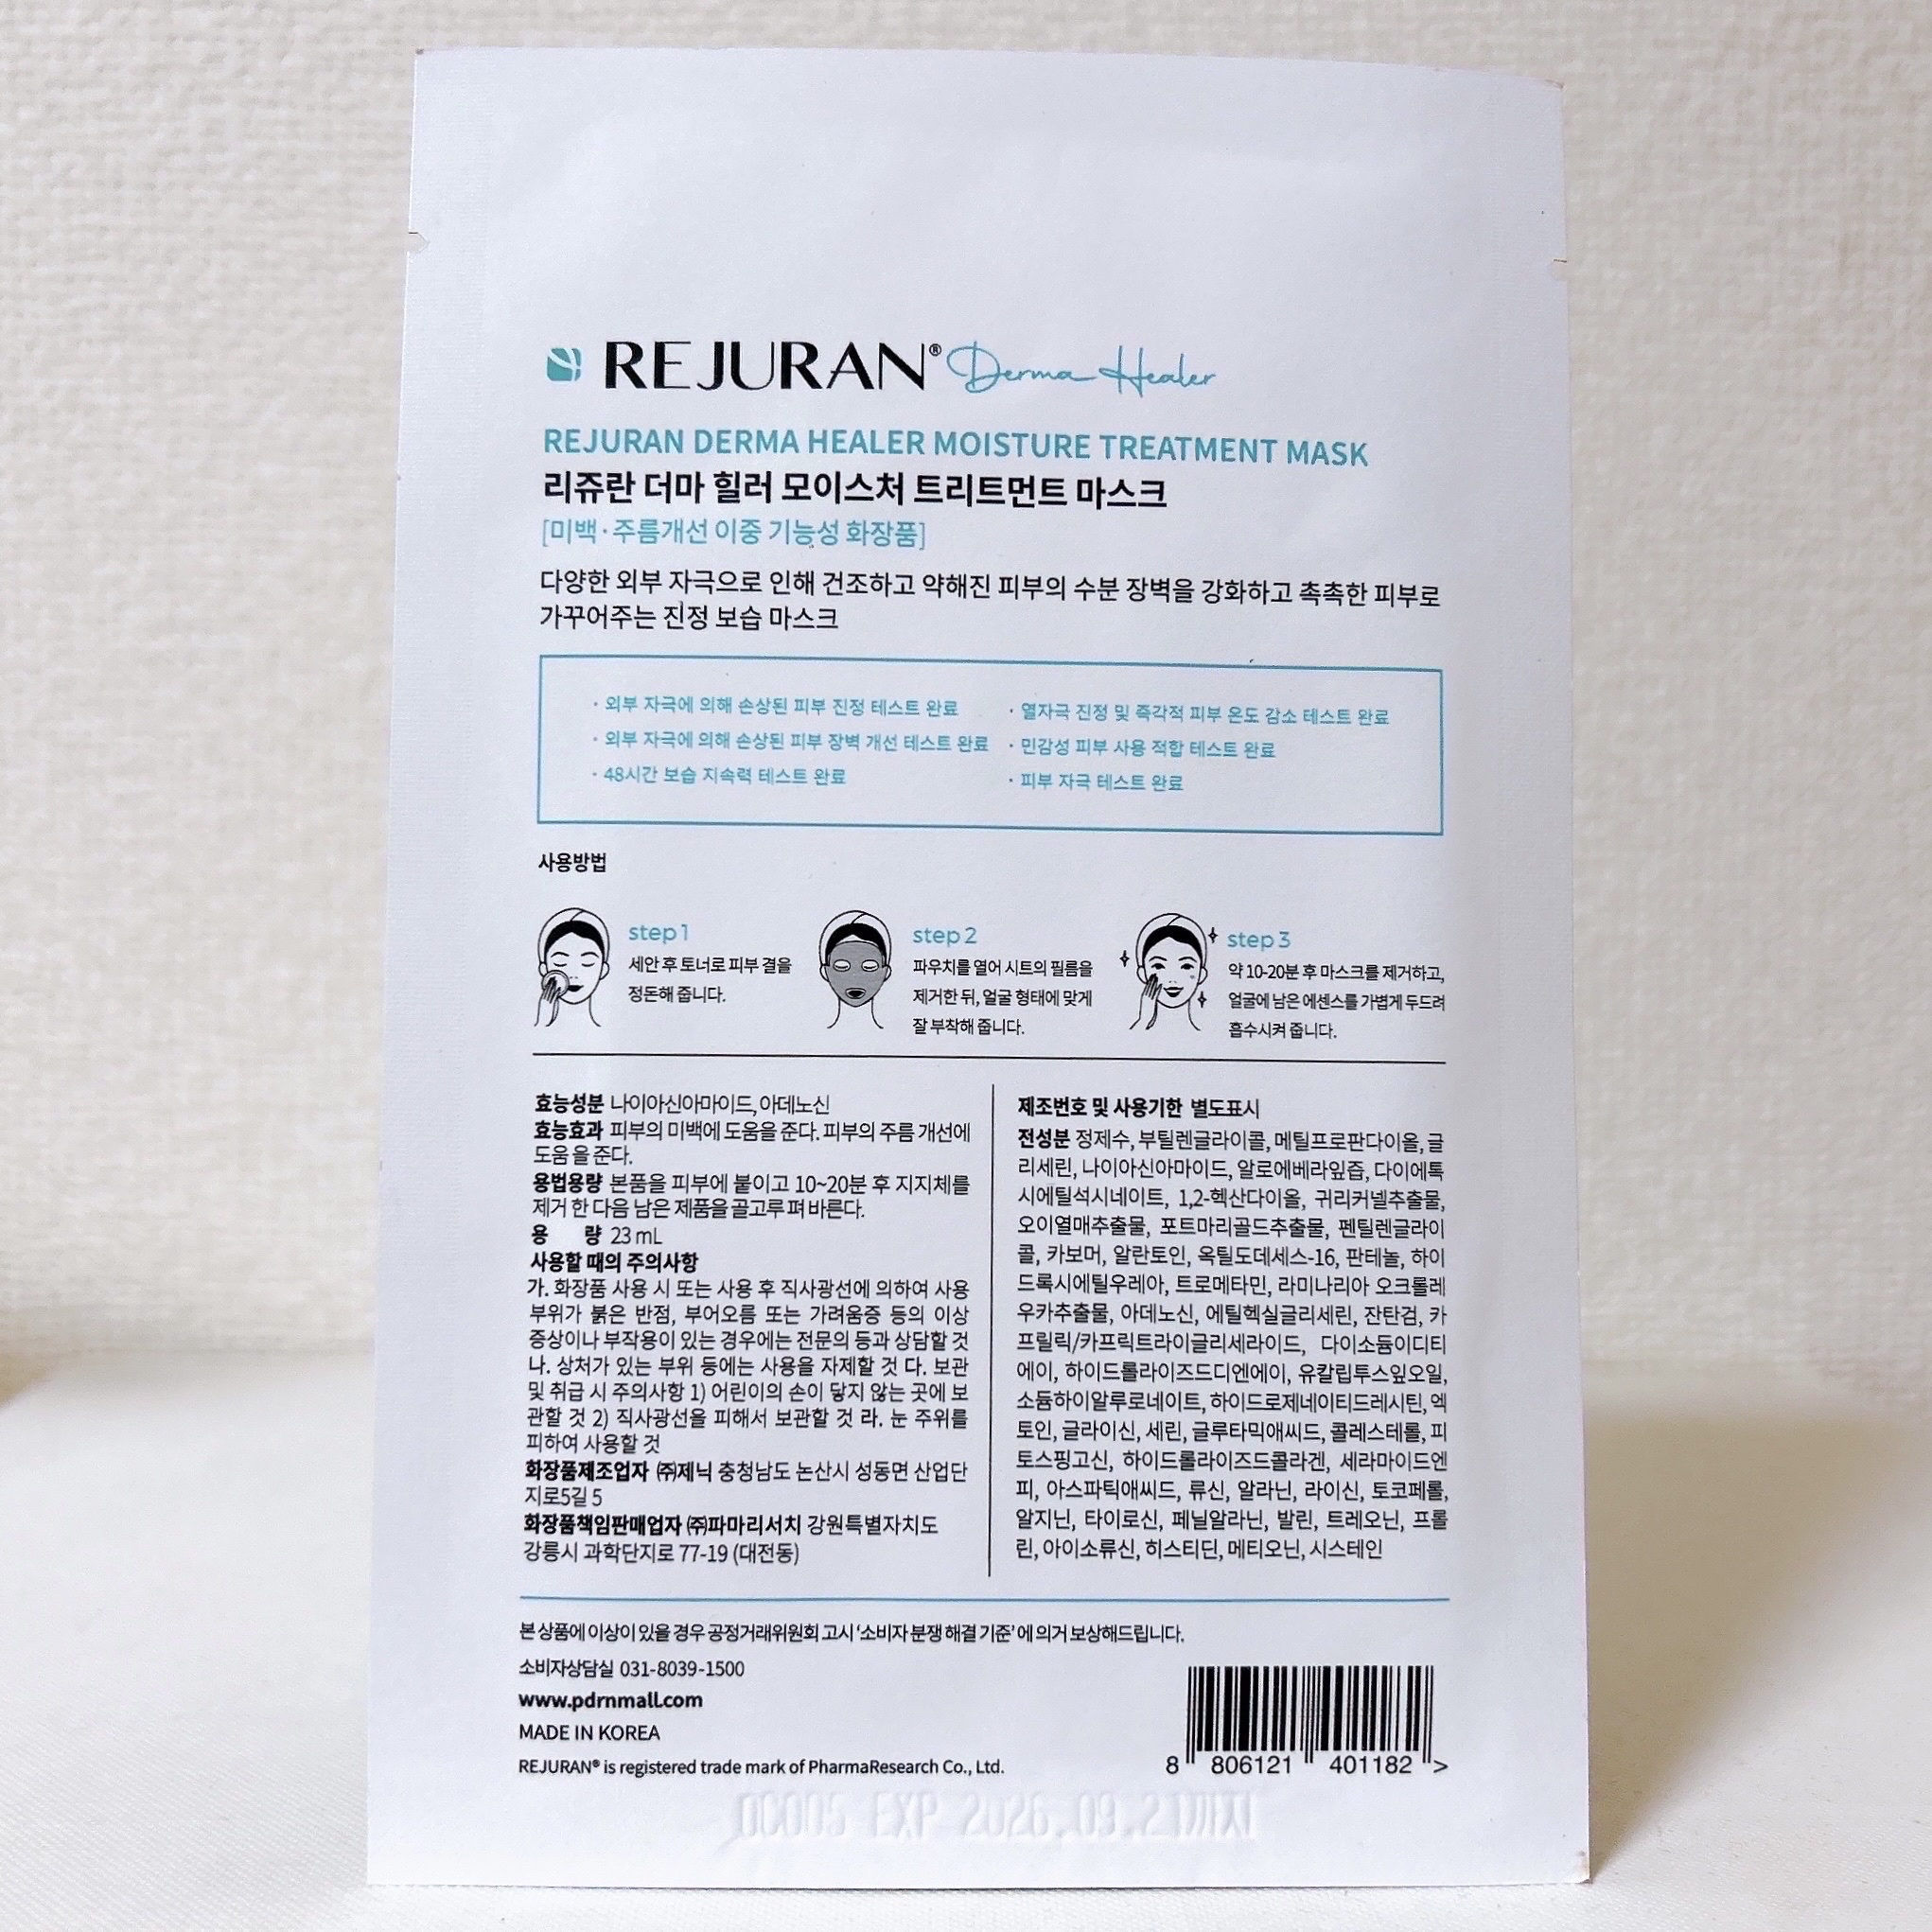 REJURAN® Derma Healer
REJURAN DERMA HEALER MOISTURE TREATMENT MASK
리쥬란 더마 힐러 모이스처 트리트먼트 마스크
[미백·주름개선 이중 기능성 화장품]
다양한 외부 자극으로 인해 건조하고 약해진 피부의 수분 장벽을 강화하고 촉촉한 피부로
가꾸어주는 진정 보습 마스크
· 외부 자극에 의해 손상된 피부 진정 테스트 완료
· 외부 자극에 의해 손상된 피부 장벽 개선 테스트 완료
· 48시간 보습 지속력 테스트 완료
· 열자극 진정 및 즉각적 피부 온도 감소 테스트 완료
· 민감성 피부 사용 적합 테스트 완료
· 피부 자극 테스트 완료
사용방법
step1
세안 후 토너로 피부 결을
정돈해 줍니다.
step2
파우치를 열어 시트의 필름을
제거한 뒤, 얼굴 형태에 맞게
잘 부착해 줍니다.
step3
약 10-20분 후 마스크를 제거하고,
얼굴에 남은 에센스를 가볍게 두드려
흡수시켜 줍니다.
효능성분 나이아신아마이드, 아데노신
효능효과 피부의 미백에 도움을 준다. 피부의 주름 개선에
도움 을 준다.
용법용량 본품을 피부에 붙이고 10~20분 후 지지체를
제거 한 다음 남은 제품을 골고루 펴 바른다.
용 량 23 mL
사용할 때의 주의사항
가. 화장품 사용 시 또는 사용 후 직사광선에 의하여 사용
부위가 붉은 반점, 부어오름 또는 가려움증 등의 이상
증상이나 부작용이 있는 경우에는 전문의 등과 상담할 것
나. 상처가 있는 부위 등에는 사용을 자제할 것 다. 보관
및 취급 시 주의사항 1) 어린이의 손이 닿지 않는 곳에 보
관할 것 2) 직사광선을 피해서 보관할 것 라. 눈 주위를
피하여 사용할 것
화장품제조업자 ㈜제닉 충청남도 논산시 성동면 산업단
지로5길 5
화장품책임판매업자 ㈜파마리서치 강원특별자치도
강릉시 과학단지로 77-19 (대전동)
제조번호 및 사용기한 별도표시
전성분 정제수, 부틸렌글라이콜, 메틸프로판다이올, 글
리세린, 나이아신아마이드, 알로에베라잎즙, 다이에톡
시에틸석시네이트, 1,2-헥산다이올, 귀리커넬추출물,
오이열매추출물, 포트마리골드추출물, 펜틸렌글라이
콜, 카보머, 알란토인, 옥틸도데세스-16, 판테놀, 하이
드록시에틸우레아, 트로메타민, 라미나리아 오크롤레
우카추출물, 아데노신, 에틸헥실글리세린, 잔탄검, 카
프릴릭/카프릭트라이글리세라이드, 다이소듐이디티
에이, 하이드롤라이즈드디엔에이, 유칼립투스잎오일,
소듐하이알루로네이트, 하이드로제네이티드레시틴, 엑
토인, 글라이신, 세린, 글루타믹애씨드, 콜레스테롤, 피
토스핑고신, 하이드롤라이즈드콜라겐, 세라마이드엔
피, 아스파틱애씨드, 류신, 알라닌, 라이신, 토코페롤,
알지닌, 타이로신, 페닐알라닌, 발린, 트레오닌, 프롤
린, 아이소류신, 히스티딘, 메티오닌, 시스테인
본 상품에 이상이 있을 경우 공정거래위원회 고시 '소비자 분쟁 해결 기준' 에 의거 보상해드립니다.
소비자상담실 031-8039-1500
www.pdrnmall.com
MADE IN KOREA
REJURAN® is registered trade mark of PharmaResearch Co., Ltd.
8 806121 401182 >
EXP 2026.09.21까지